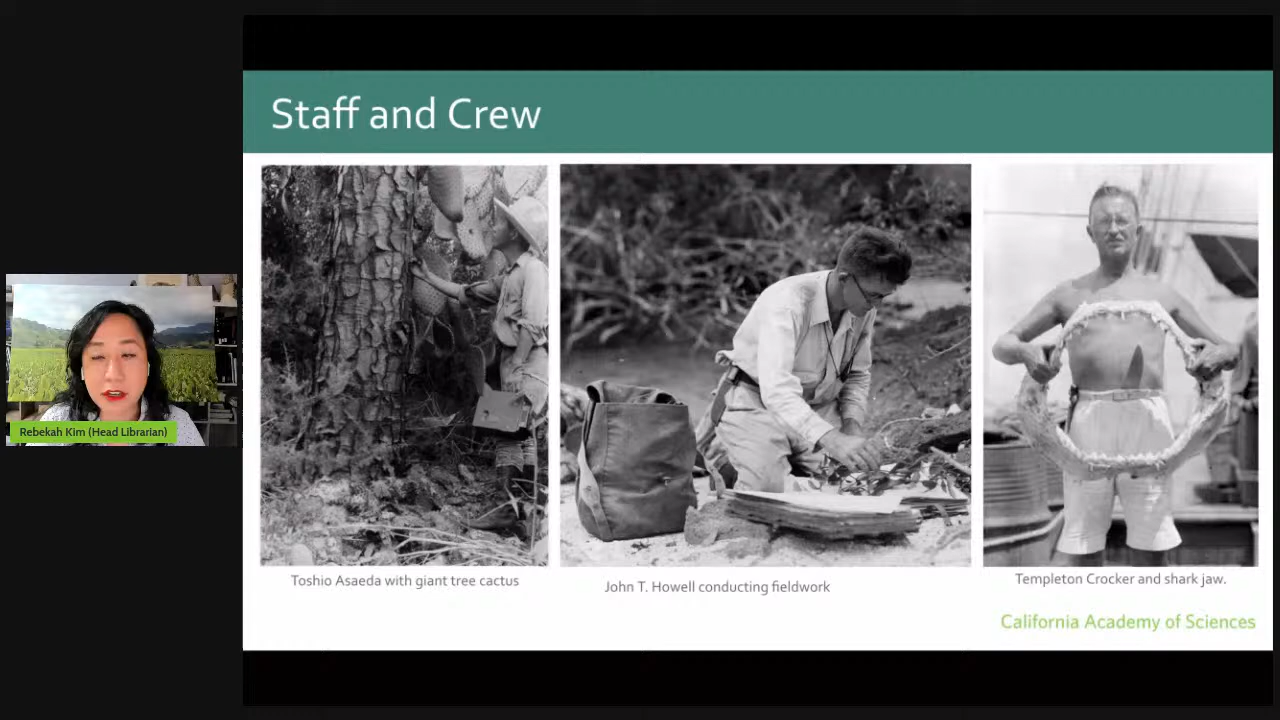 Staff and Crew
Rebekah Kim (Head Librarian)
Toshio Asaeda with giant tree cactus
John T. Howell conducting fieldwork
Templeton Crocker and shark jaw.
California Academy of Sciences